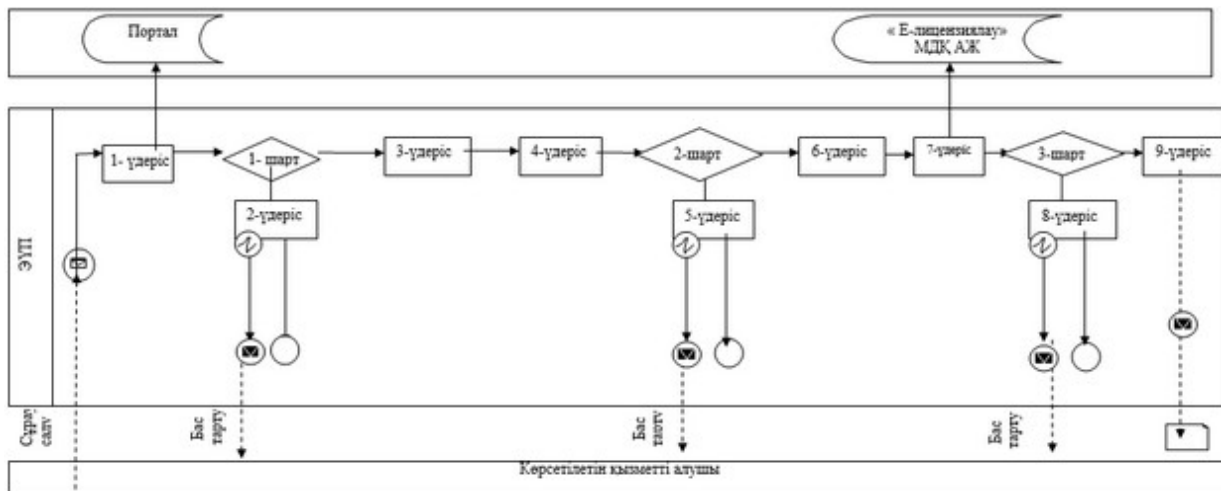 Портал
« Е-лицензиялау»
МДҚ АЖ
ЭҮП
1- үдеріс
1- шарт
3-үдеріс
4-үдеріс
2-шарт
6-үдеріс
7-үдеріс
3-шарт
9-үдеріс
2-үдеріс
5-үдеріс
8-үдеріс
Сұрау
салу
Бас
тарту
Бас
тарту
Бас
тарту
Көрсетілетін қызметті алушы